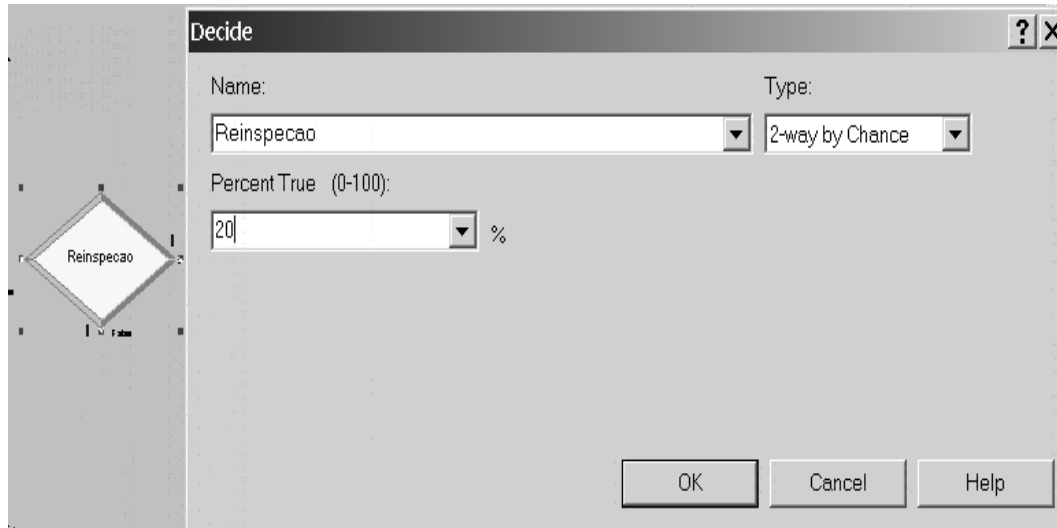 Decide
Name:
Type:
Reinspecao
2-way by Chance
Percent True (0-100):
20
%
Reinspecao
OK
Cancel
Help